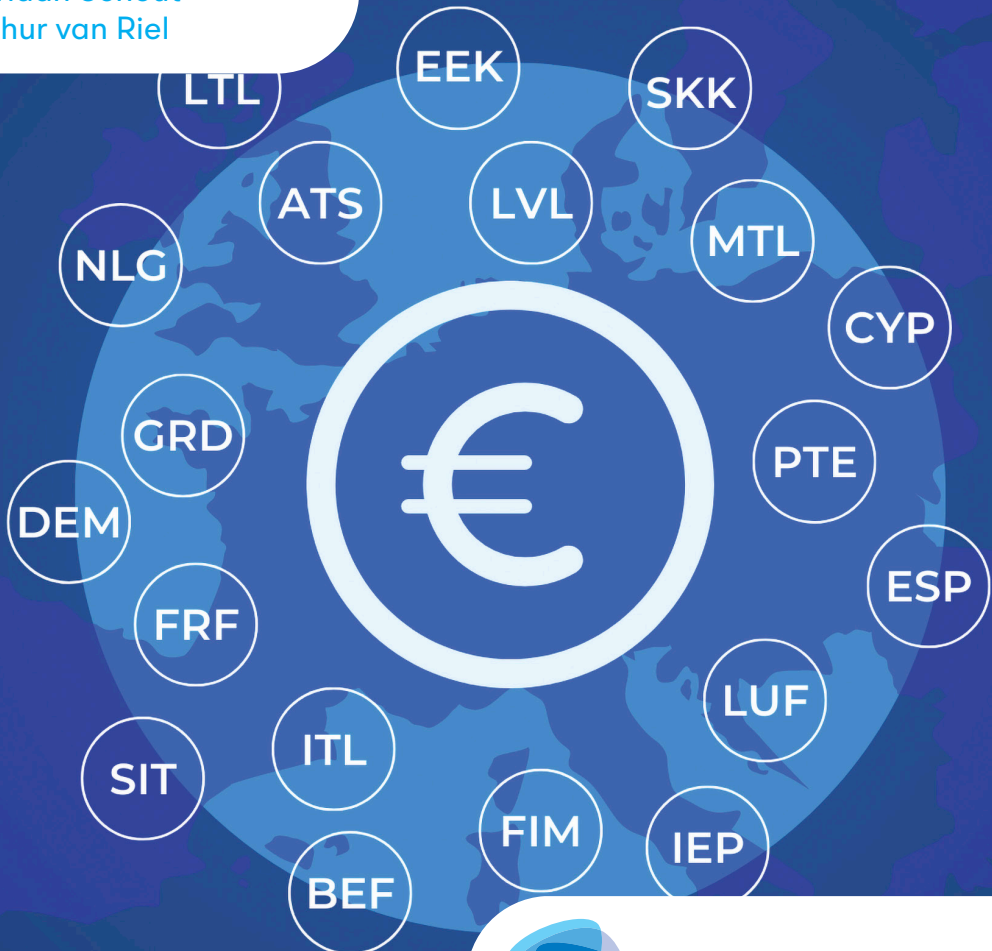 hur van Riel
LTL
EEK
SKK
ATS
LVL
NLG
MTL
CYP
GRD
PTE
€
DEM
ESP
FRF
LUF
ITL
SIT
FIM
IEP
BEF